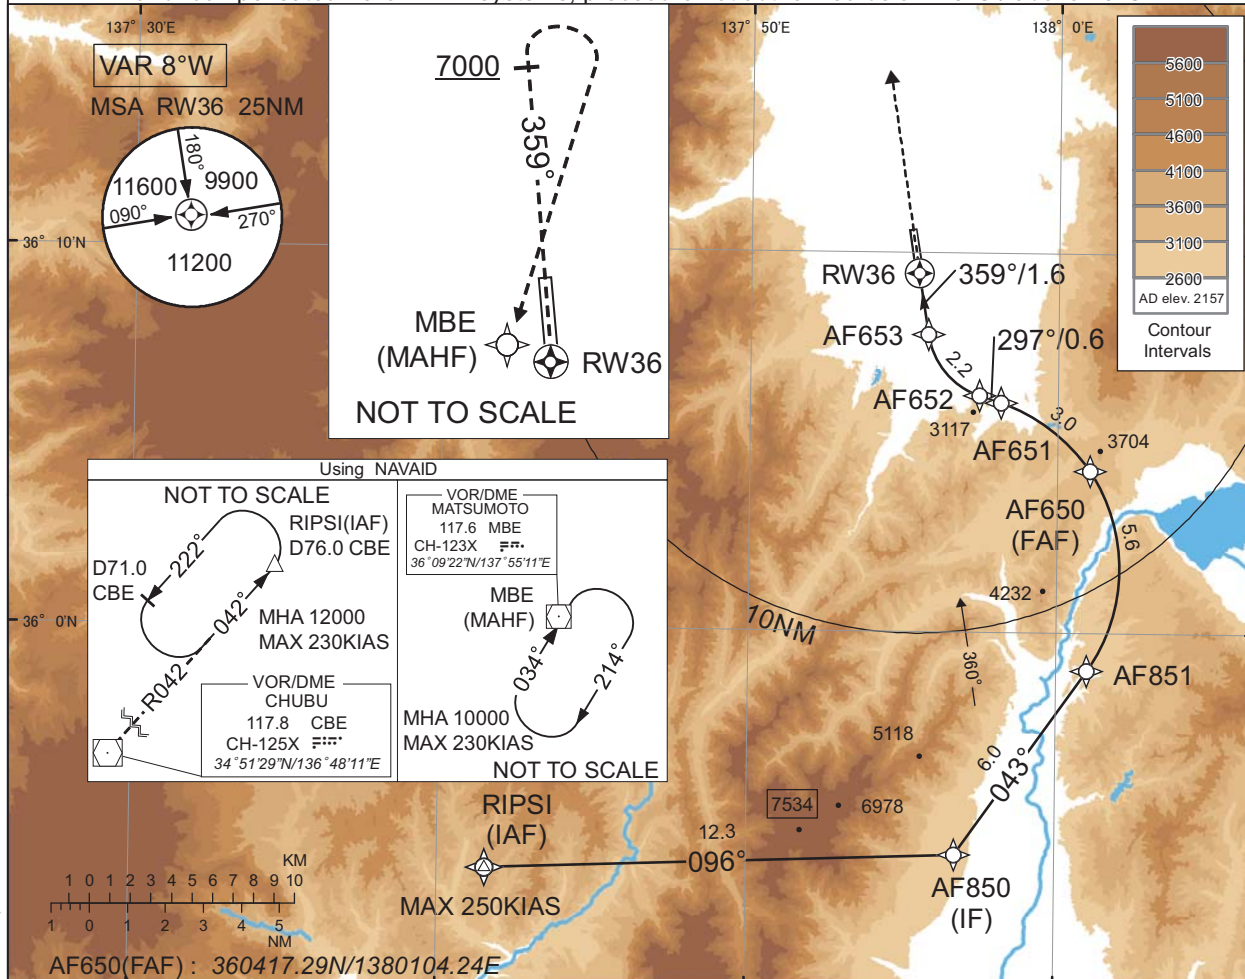 137° 30'E
137° 50'E
138° 0'E
VAR 8°W
MSA RW36 25NM
180°
11600
9900
090°
270°
11200
36° 10'N
7000
359°
MBE
(MAHF)
RW36
NOT TO SCALE
5600
5100
4600
4100
3600
3100
2600
AD elev. 2157
Contour
Intervals
RW36
359°/1.6
AF653
297°/0.6
2.2
AF652
3117
AF651
3.0
3704
AF650
(FAF)
5.6
4232
10NM
360°
AF851
5118
6.0
043°
7534
6978
12.3
096°
AF850
(IF)
RIPSI
(IAF)
MAX 250KIAS
36° 0'N
Using NAVAID
NOT TO SCALE
RIPSI(IAF)
D76.0 CBE
D71.0
CBE
222°
042°
MHA 12000
MAX 230KIAS
R042
VOR/DME
CHUBU
117.8 CBE
CH-125X
34°51'29"N/136°48'11"E
VOR/DME
MATSUMOTO
117.6 MBE
CH-123X
36°09'22"N/137°55'11"E
MBE
(MAHF)
034°
214°
MHA 10000
MAX 230KIAS
NOT TO SCALE
KM
1 0 1 2 3 4 5 6 7 8 9 10
1 0 1 2 3 4 5
NM
AF650(FAF) : 360417.29N/1380104.24E